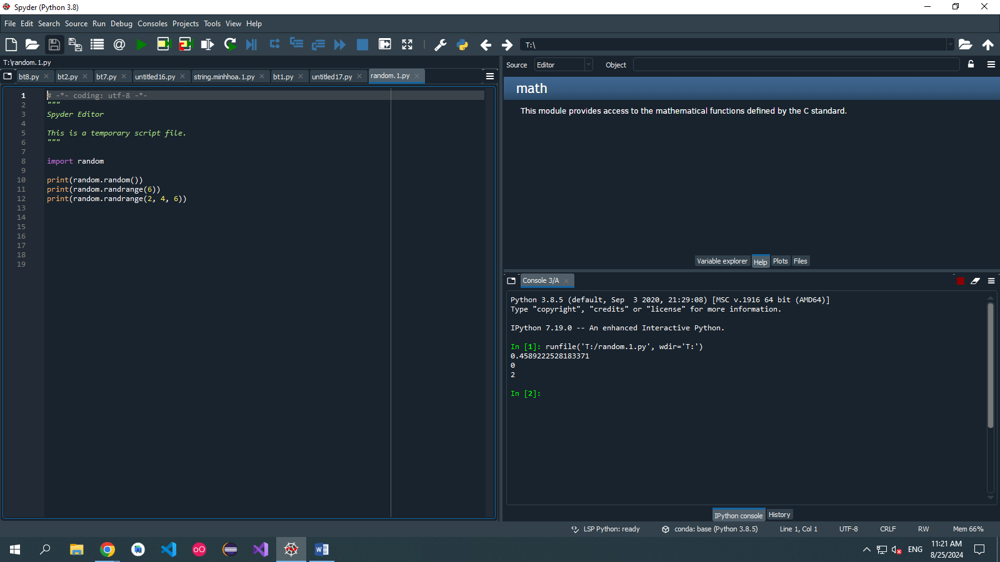 Spyder (Python 3.8)
File Edit Search Source Run Debug Consoles Projects Tools View Help
T:\
T:\random.1.py
bt8.py bt2.py bt7.py untitled16.py string.minhhoa.1.py bt1.py untitled17.py random.1.py
1 # -*- coding: utf-8 -*-
2 """
3 Spyder Editor
4
5 This is a temporary script file.
6 """
7
8 import random
9
10 print(random.random())
11 print(random.randrange(6))
12 print(random.randrange(2, 4, 6))
13
14
15
16
17
18
19
Source Editor Object
math
This module provides access to the mathematical functions defined by the C standard.
Variable explorer Help Plots Files
Console 3/A
Python 3.8.5 (default, Sep  3 2020, 21:29:08) [MSC v.1916 64 bit (AMD64)]
Type "copyright", "credits" or "license" for more information.
IPython 7.19.0 -- An enhanced Interactive Python.
In [1]: runfile('T:/random.1.py', wdir='T:')
0.4589222528183371
0
2
In [2]:
IPython console History
LSP Python: ready conda: base (Python 3.8.5) Line 1, Col 1 UTF-8 CRLF RW Mem 66%
ENG 11:21 AM
8/25/2024